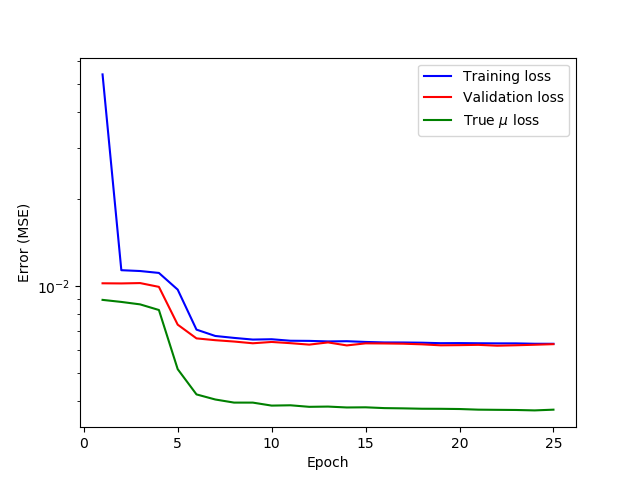 Training loss
Validation loss
True μ loss
Error (MSE)
10⁻²
0 5 10 15 20 25
Epoch